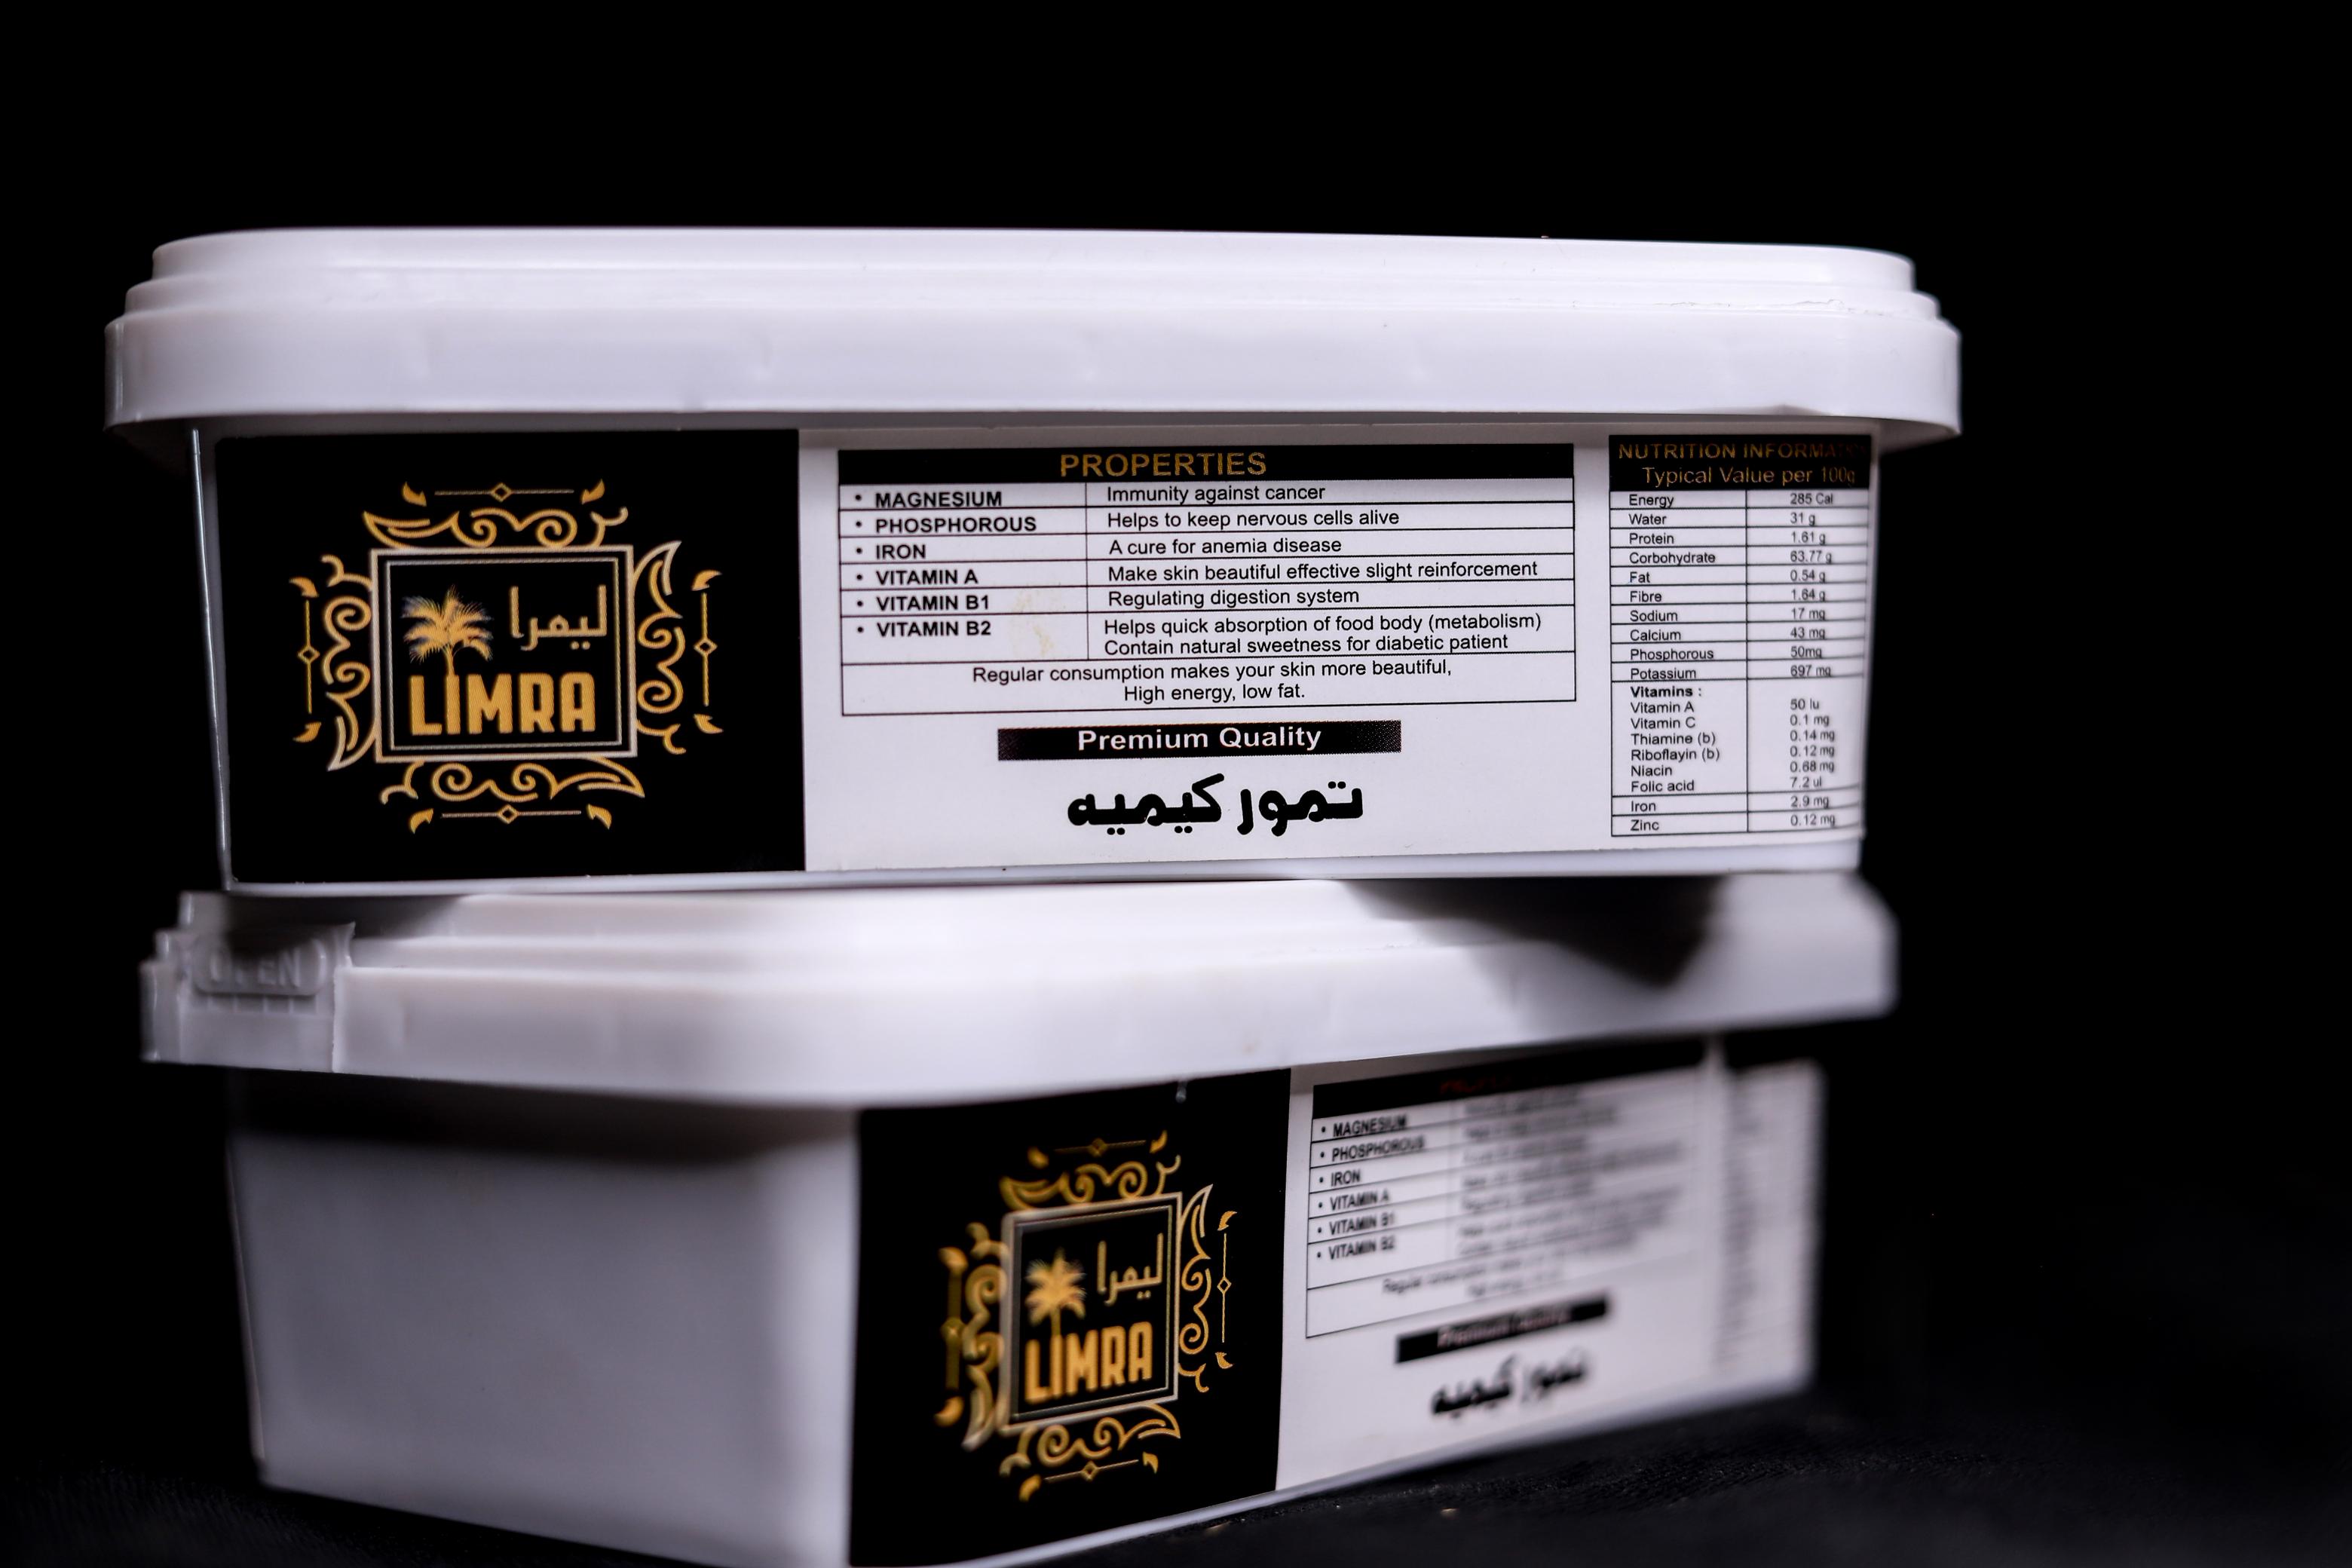 ليمرا
LIMRA
PROPERTIES
• MAGNESIUM Immunity against cancer
• PHOSPHOROUS Helps to keep nervous cells alive
• IRON A cure for anemia disease
• VITAMIN A Make skin beautiful effective slight reinforcement
• VITAMIN B1 Regulating digestion system
• VITAMIN B2 Helps quick absorption of food body (metabolism)
Contain natural sweetness for diabetic patient
Regular consumption makes your skin more beautiful,
High energy, low fat.
Premium Quality
تمور كيميه
NUTRITION INFORMA
Typical Value per 100g
Energy 285 Cal
Water 31 g
Protein 1.61 g
Corbohydrate 63.77 g
Fat 0.54 g
Fibre 1.64 g
Sodium 17 mg
Calcium 43 mg
Phosphorous 50mg
Potassium 697 mg
Vitamins :
Vitamin A 50 Iu
Vitamin C 0.1 mg
Thiamine (b) 0.14 mg
Riboflayin (b) 0.12 mg
Niacin 0.68 mg
Folic acid 7.2 ul
Iron 2.9 mg
Zinc 0.12 mg
OPEN
ليمرا
LIMRA
• MAGNESIUM
• PHOSPHOROUS
• IRON
• VITAMIN A
• VITAMIN B1
• VITAMIN B2
Premium Quality
تمور كيميه